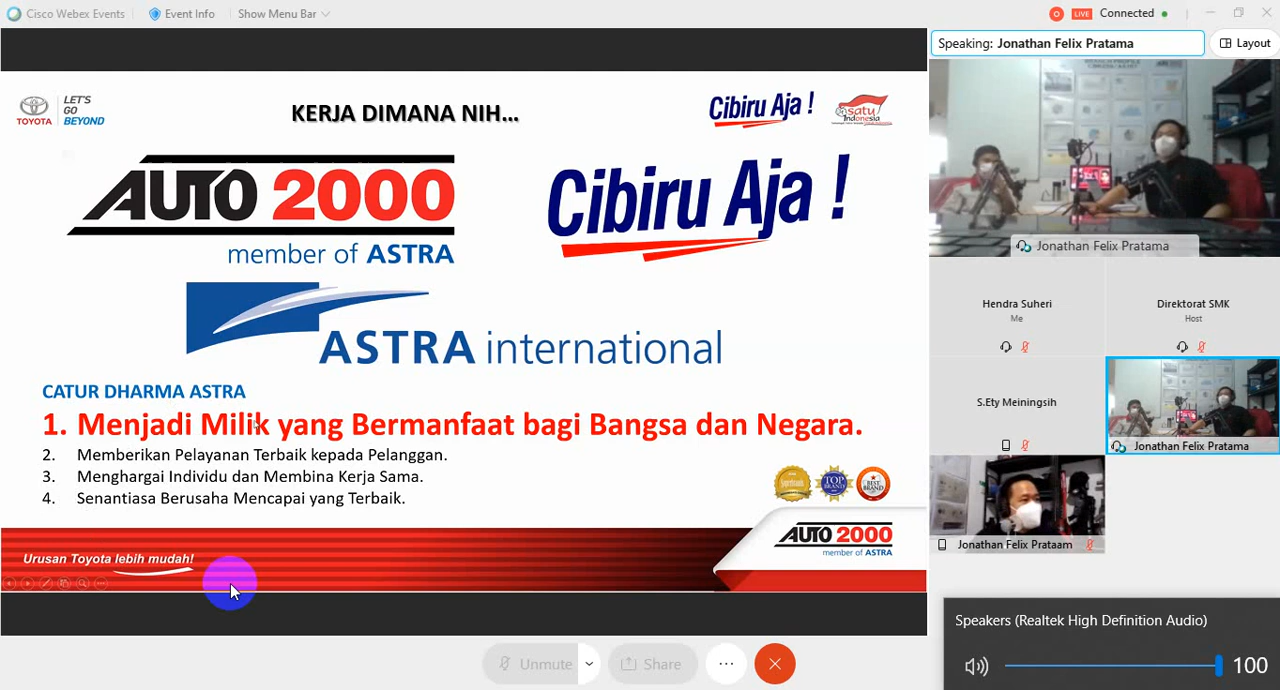 Cisco Webex Events
Event Info
Show Menu Bar
LIVE
Connected
Speaking: Jonathan Felix Pratama
Layout
TOYOTA
LET'S
GO
BEYOND
KERJA DIMANA NIH...
Cibiru Aja !
satu
Indonesia
AUTO 2000
member of ASTRA
Cibiru Aja !
ASTRA international
CATUR DHARMA ASTRA
1. Menjadi Milik yang Bermanfaat bagi Bangsa dan Negara.
2. Memberikan Pelayanan Terbaik kepada Pelanggan.
3. Menghargai Individu dan Membina Kerja Sama.
4. Senantiasa Berusaha Mencapai yang Terbaik.
TOP
BRAND
BEST
BRAND
Urusan Toyota lebih mudah!
AUTO 2000
member of ASTRA
Jonathan Felix Pratama
Hendra Suheri
Me
Direktorat SMK
Host
S.Ety Meiningsih
Jonathan Felix Pratama
Jonathan Felix Prataam
Unmute
Share
Speakers (Realtek High Definition Audio)
100